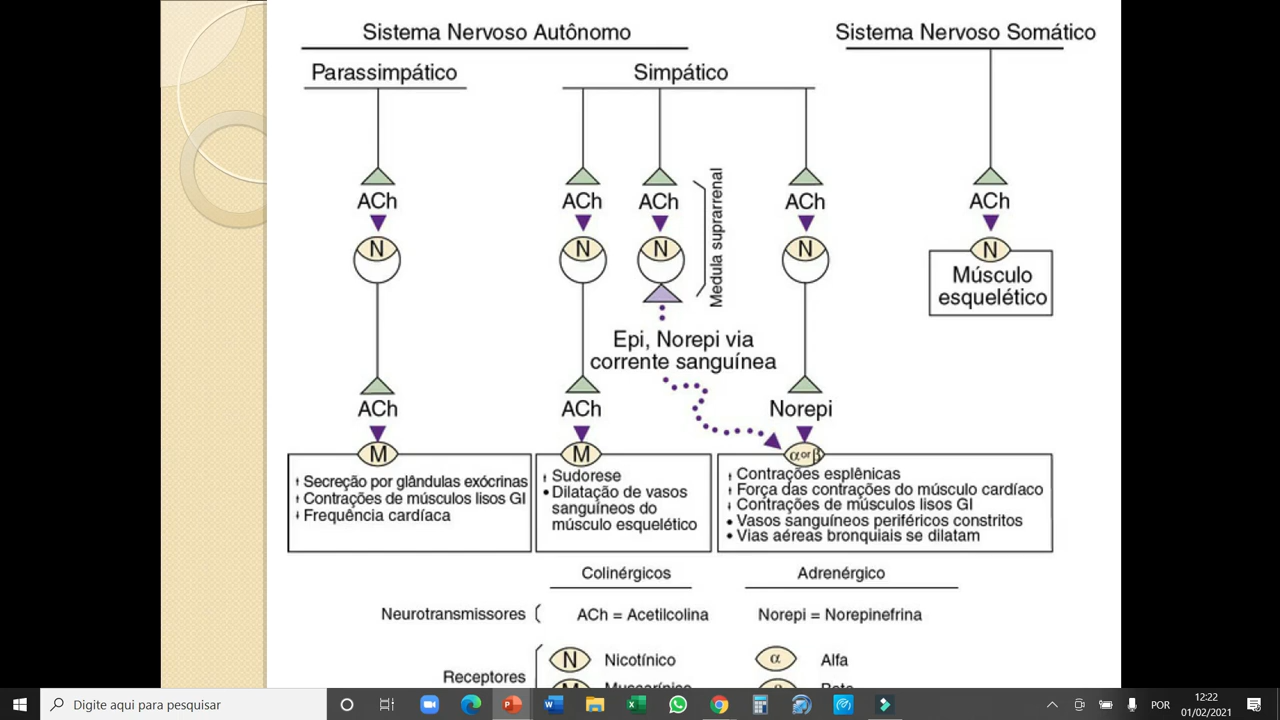 Sistema Nervoso Autônomo
Sistema Nervoso Somático
Parassimpático
Simpático
ACh
ACh
ACh
ACh
ACh
N
N
N
N
N
Medula suprarrenal
Músculo
esquelético
Epi, Norepi via
corrente sanguínea
ACh
ACh
Norepi
M
M
α or β
Secreção por glândulas exócrinas
Contrações de músculos lisos GI
Frequência cardíaca
Sudorese
• Dilatação de vasos
sanguíneos do
músculo esquelético
Contrações esplênicas
Força das contrações do músculo cardíaco
Contrações de músculos lisos GI
• Vasos sanguíneos periféricos constritos
• Vias aéreas bronquiais se dilatam
Colinérgicos
Adrenérgico
Neurotransmissores
ACh = Acetilcolina
Norepi = Norepinefrina
Receptores
N
Nicotínico
α
Alfa
Digite aqui para pesquisar
POR
12:22
01/02/2021